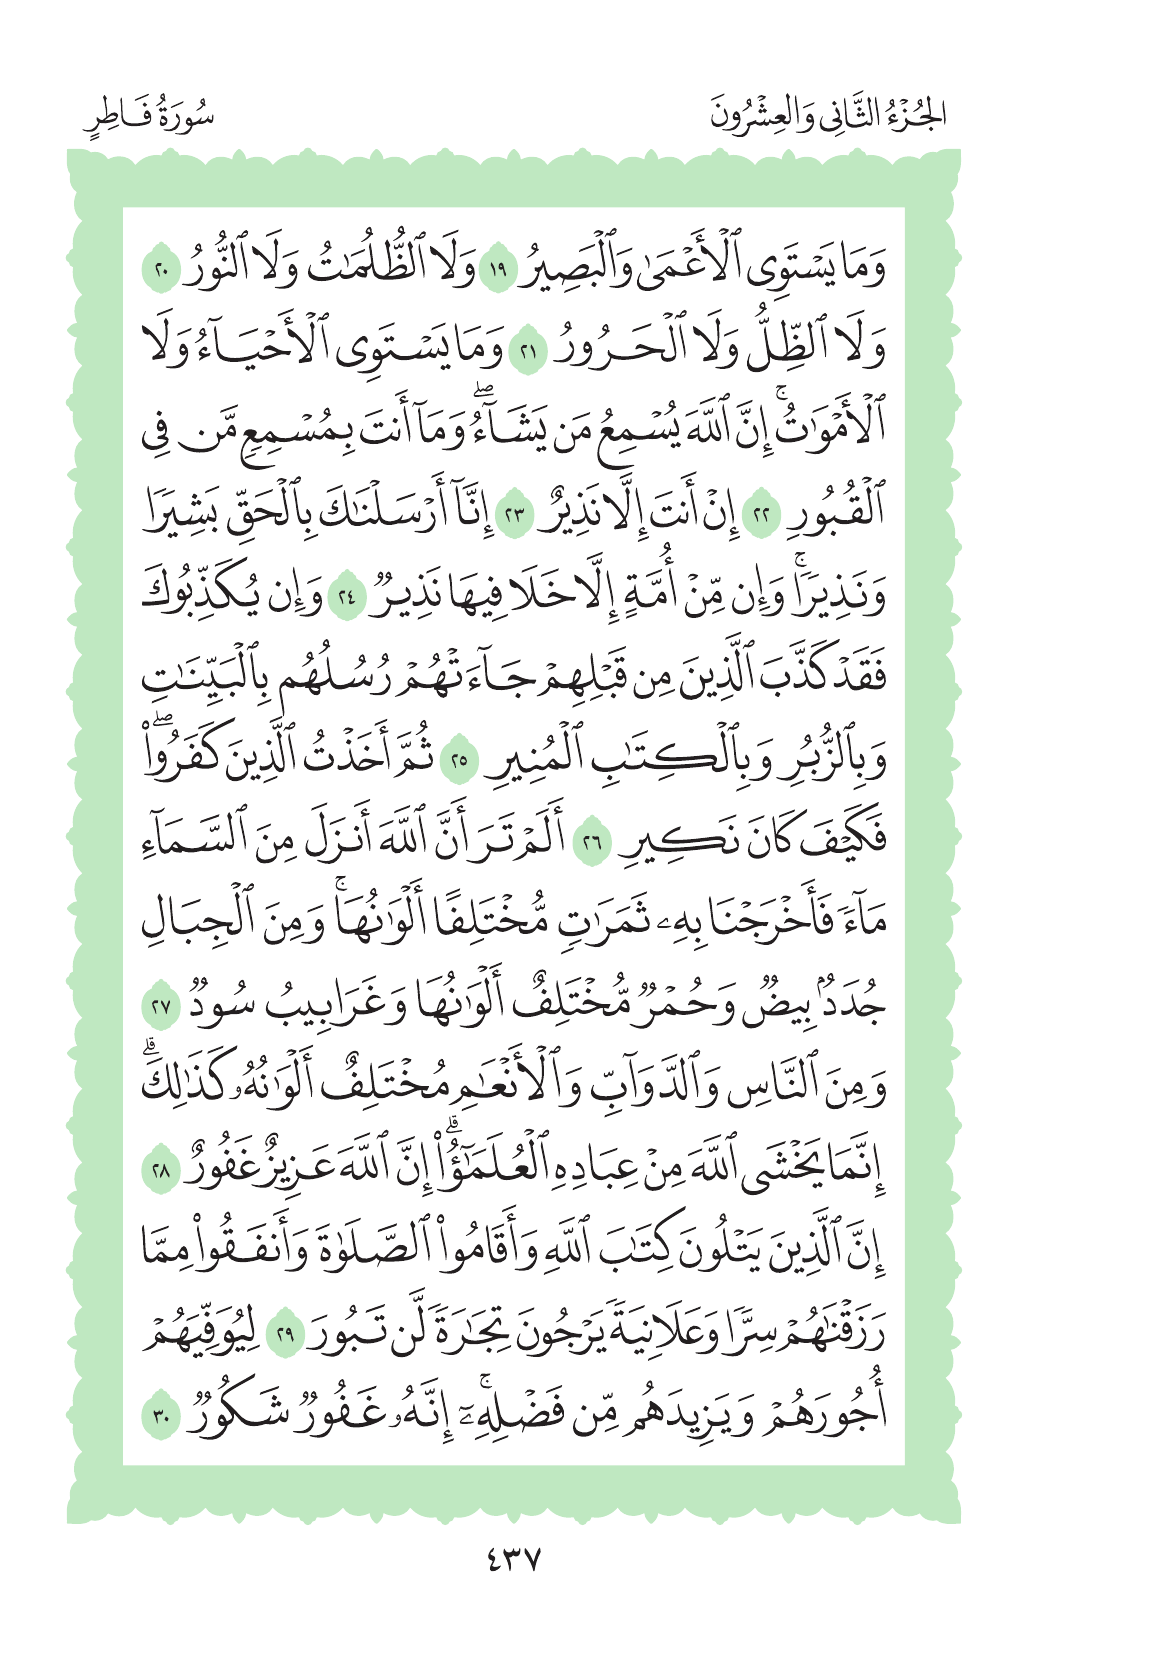 الجُزْءُ الثَّانِي وَالعِشْرُونَ
سُورَةُ فَاطِرٍ
وَمَا يَسْتَوِى ٱلْأَعْمَىٰ وَٱلْبَصِيرُ ١٩ وَلَا ٱلظُّلُمَٰتُ وَلَا ٱلنُّورُ ٢٠
وَلَا ٱلظِّلُّ وَلَا ٱلْحَرُورُ ٢١ وَمَا يَسْتَوِى ٱلْأَحْيَآءُ وَلَا
ٱلْأَمْوَٰتُۚ إِنَّ ٱللَّهَ يُسْمِعُ مَن يَشَآءُۖ وَمَآ أَنتَ بِمُسْمِعٍ مَّن فِى
ٱلْقُبُورِ ٢٢ إِنْ أَنتَ إِلَّا نَذِيرٌ ٢٣ إِنَّآ أَرْسَلْنَٰكَ بِٱلْحَقِّ بَشِيرًا
وَنَذِيرًاۚ وَإِن مِّنْ أُمَّةٍ إِلَّا خَلَا فِيهَا نَذِيرٌ ٢٤ وَإِن يُكَذِّبُوكَ
فَقَدْ كَذَّبَ ٱلَّذِينَ مِن قَبْلِهِمْ جَآءَتْهُمْ رُسُلُهُم بِٱلْبَيِّنَٰتِ
وَبِٱلزُّبُرِ وَبِٱلْكِتَٰبِ ٱلْمُنِيرِ ٢٥ ثُمَّ أَخَذْتُ ٱلَّذِينَ كَفَرُوا۟ۖ
فَكَيْفَ كَانَ نَكِيرِ ٢٦ أَلَمْ تَرَ أَنَّ ٱللَّهَ أَنزَلَ مِنَ ٱلسَّمَآءِ
مَآءً فَأَخْرَجْنَا بِهِۦ ثَمَرَٰتٍ مُّخْتَلِفًا أَلْوَٰنُهَاۚ وَمِنَ ٱلْجِبَالِ
جُدَدٌۢ بِيضٌ وَحُمْرٌ مُّخْتَلِفٌ أَلْوَٰنُهَا وَغَرَابِيبُ سُودٌ ٢٧
وَمِنَ ٱلنَّاسِ وَٱلدَّوَآبِّ وَٱلْأَنْعَٰمِ مُخْتَلِفٌ أَلْوَٰنُهُۥ كَذَٰلِكَۗ
إِنَّمَا يَخْشَى ٱللَّهَ مِنْ عِبَادِهِ ٱلْعُلَمَٰٓؤُا۟ۗ إِنَّ ٱللَّهَ عَزِيزٌ غَفُورٌ ٢٨
إِنَّ ٱلَّذِينَ يَتْلُونَ كِتَٰبَ ٱللَّهِ وَأَقَامُوا۟ ٱلصَّلَوٰةَ وَأَنفَقُوا۟ مِمَّا
رَزَقْنَٰهُمْ سِرًّا وَعَلَانِيَةً يَرْجُونَ تِجَٰرَةً لَّن تَبُورَ ٢٩ لِيُوَفِّيَهُمْ
أُجُورَهُمْ وَيَزِيدَهُم مِّن فَضْلِهِۦٓۚ إِنَّهُۥ غَفُورٌ شَكُورٌ ٣٠
٤٣٧